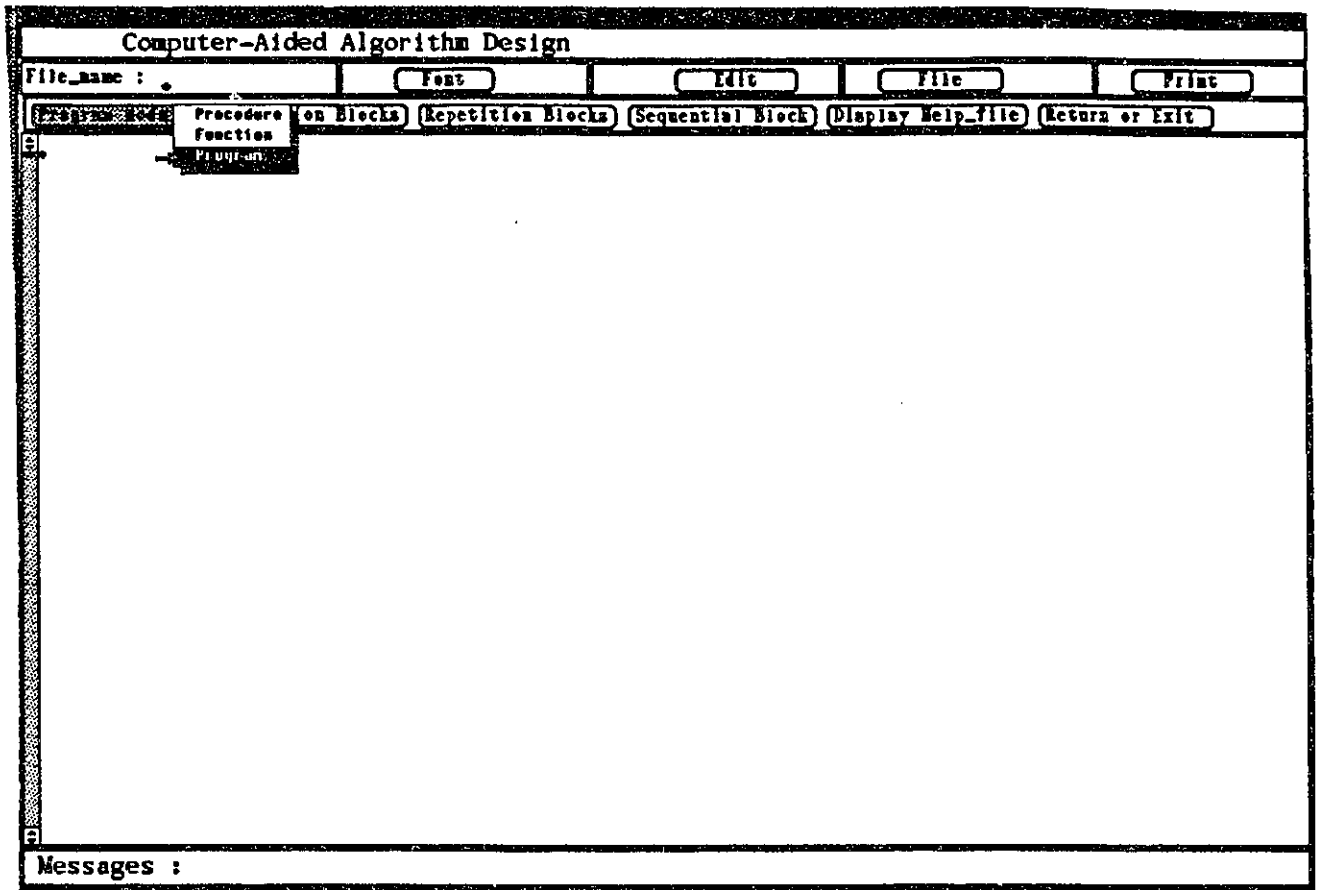 Computer-Aided Algorithm Design
File_name :
Font
Edit
File
Print
Program
Procedure
Function
Program
on Blocks
Repetition Blocks
Sequential Block
Display Help_file
Return or Exit
Messages :